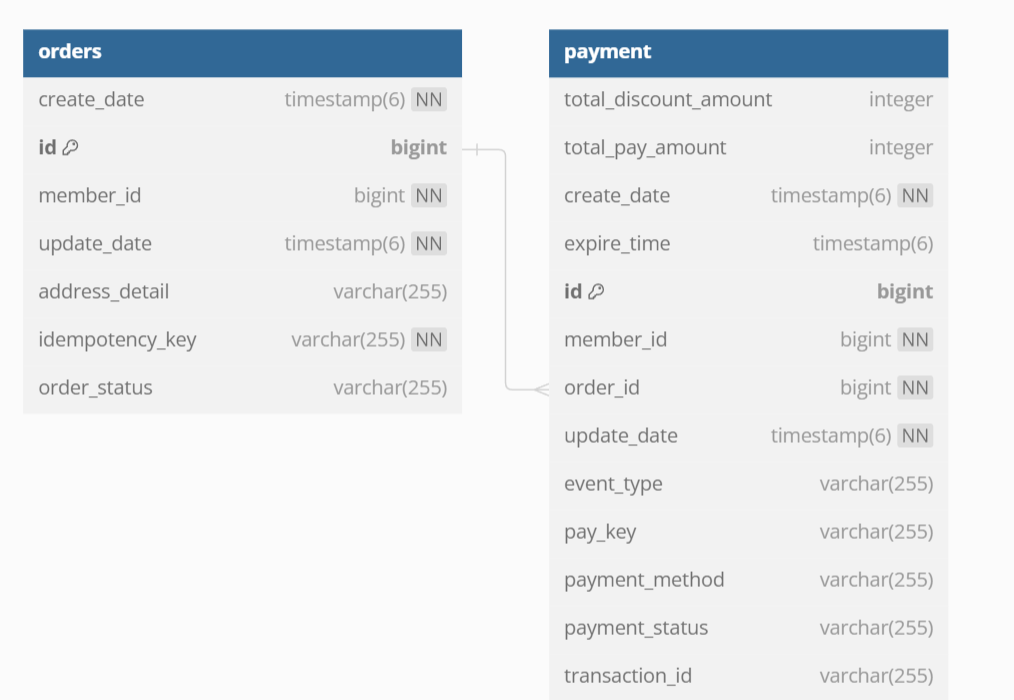 orders
create_date timestamp(6) NN
id bigint
member_id bigint NN
update_date timestamp(6) NN
address_detail varchar(255)
idempotency_key varchar(255) NN
order_status varchar(255)
payment
total_discount_amount integer
total_pay_amount integer
create_date timestamp(6) NN
expire_time timestamp(6)
id bigint
member_id bigint NN
order_id bigint NN
update_date timestamp(6) NN
event_type varchar(255)
pay_key varchar(255)
payment_method varchar(255)
payment_status varchar(255)
transaction_id varchar(255)